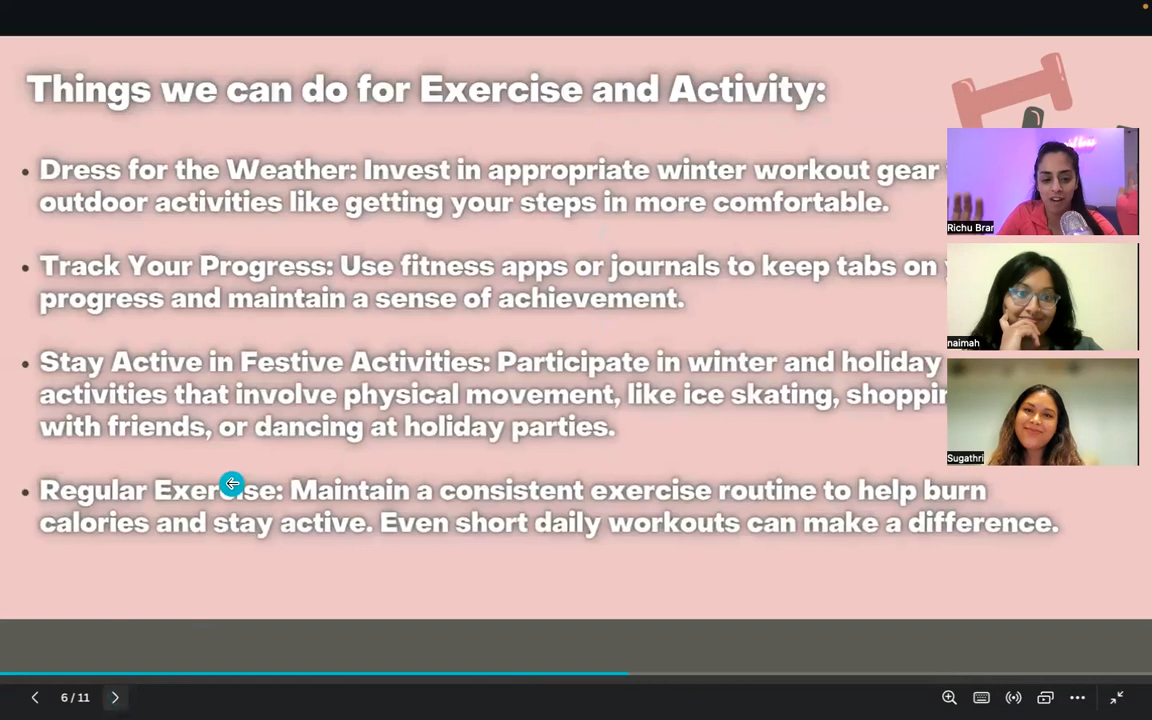 Things we can do for Exercise and Activity:
Dress for the Weather: Invest in appropriate winter workout gear
outdoor activities like getting your steps in more comfortable.
Track Your Progress: Use fitness apps or journals to keep tabs on
progress and maintain a sense of achievement.
Stay Active in Festive Activities: Participate in winter and holiday
activities that involve physical movement, like ice skating, shoppin
with friends, or dancing at holiday parties.
Regular Exercise: Maintain a consistent exercise routine to help burn
calories and stay active. Even short daily workouts can make a difference.
Richu Brar
naimah
Sugathri
6 / 11